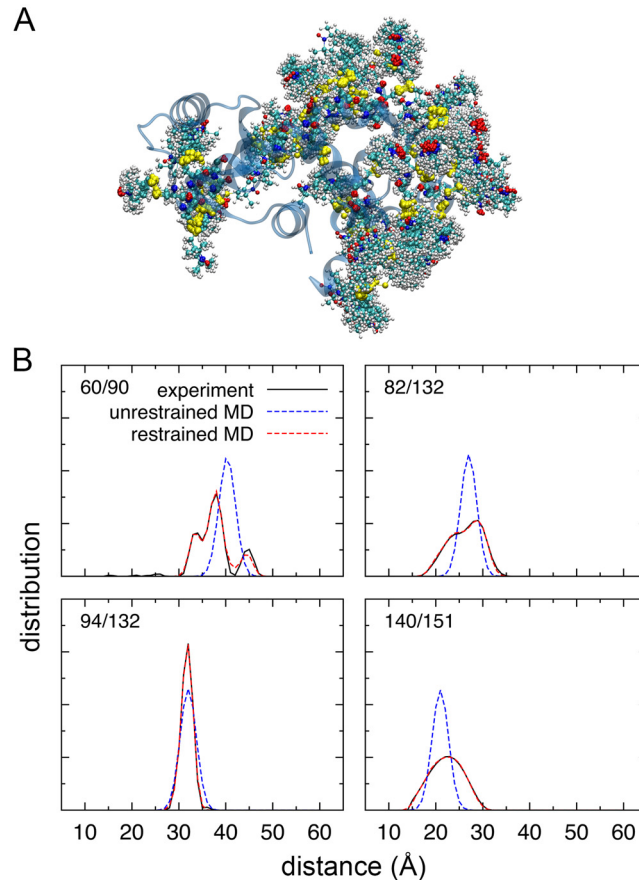 A
B
60/90
experiment
unrestrained MD
restrained MD
82/132
94/132
140/151
distribution
10 20 30 40 50 60
10 20 30 40 50 60
distance (Å)